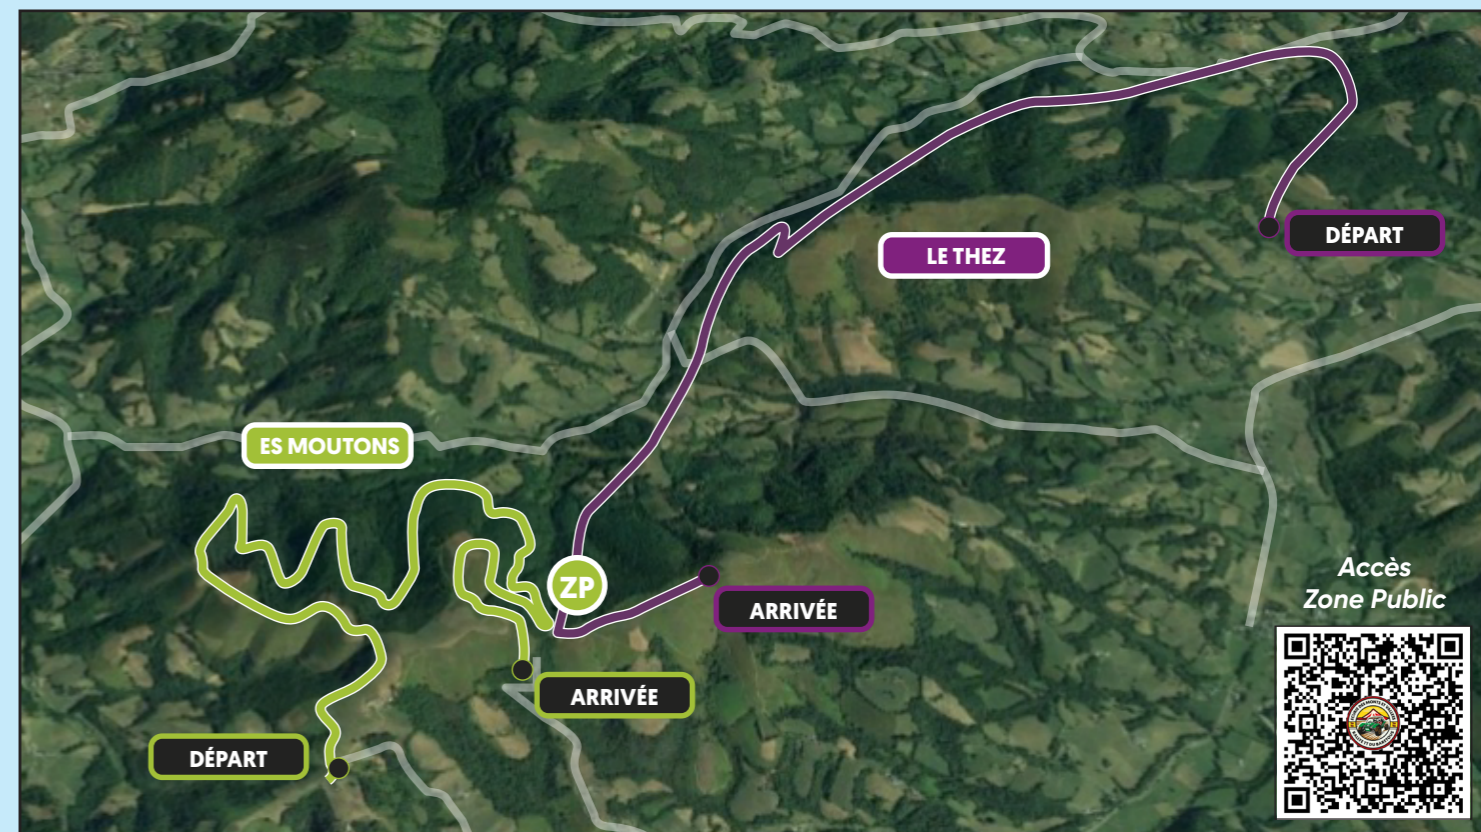 DÉPART
LE THEZ
ES MOUTONS
ZP
ARRIVÉE
ARRIVÉE
DÉPART
Accès
Zone Public